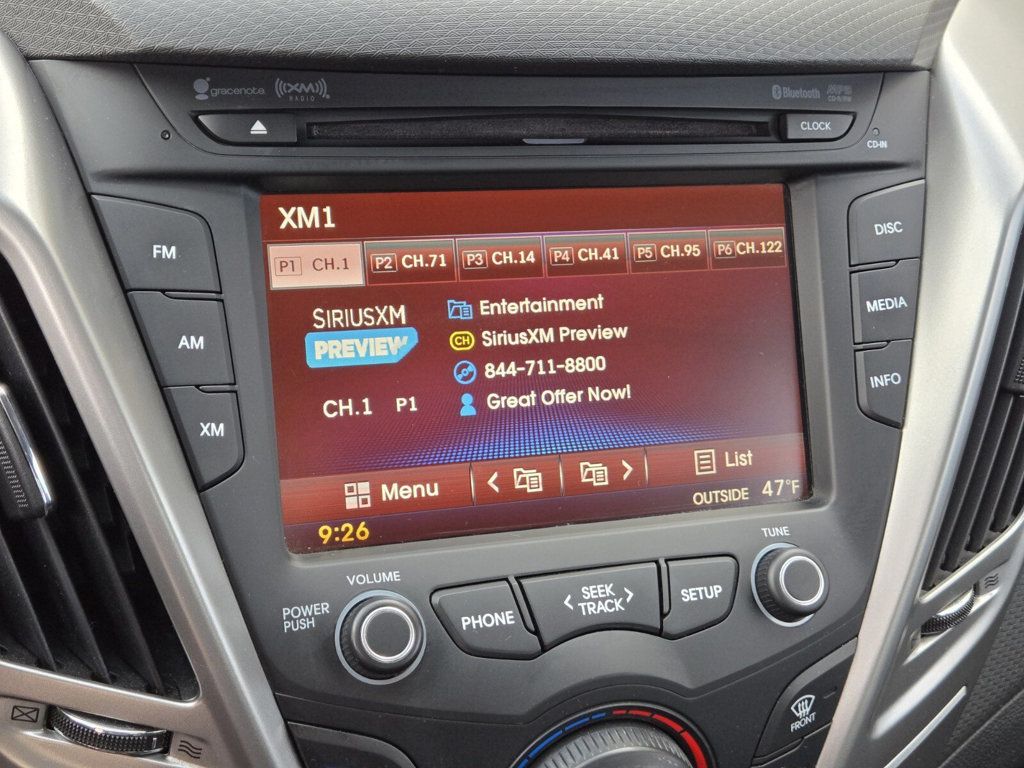 gracenote
((XM))
RADIO
Bluetooth
MP3
CLOCK
CD-IN
FM
AM
XM
DISC
MEDIA
INFO
XM1
P1 CH.1 P2 CH.71 P3 CH.14 P4 CH.41 P5 CH.95 P6 CH.122
SIRIUSXM
PREVIEW
CH.1 P1
Entertainment
CH SiriusXM Preview
844-711-8800
Great Offer Now!
Menu < > List
9:26 OUTSIDE 47°F
VOLUME
POWER
PUSH
PHONE
< SEEK >
TRACK
SETUP
TUNE
FRONT